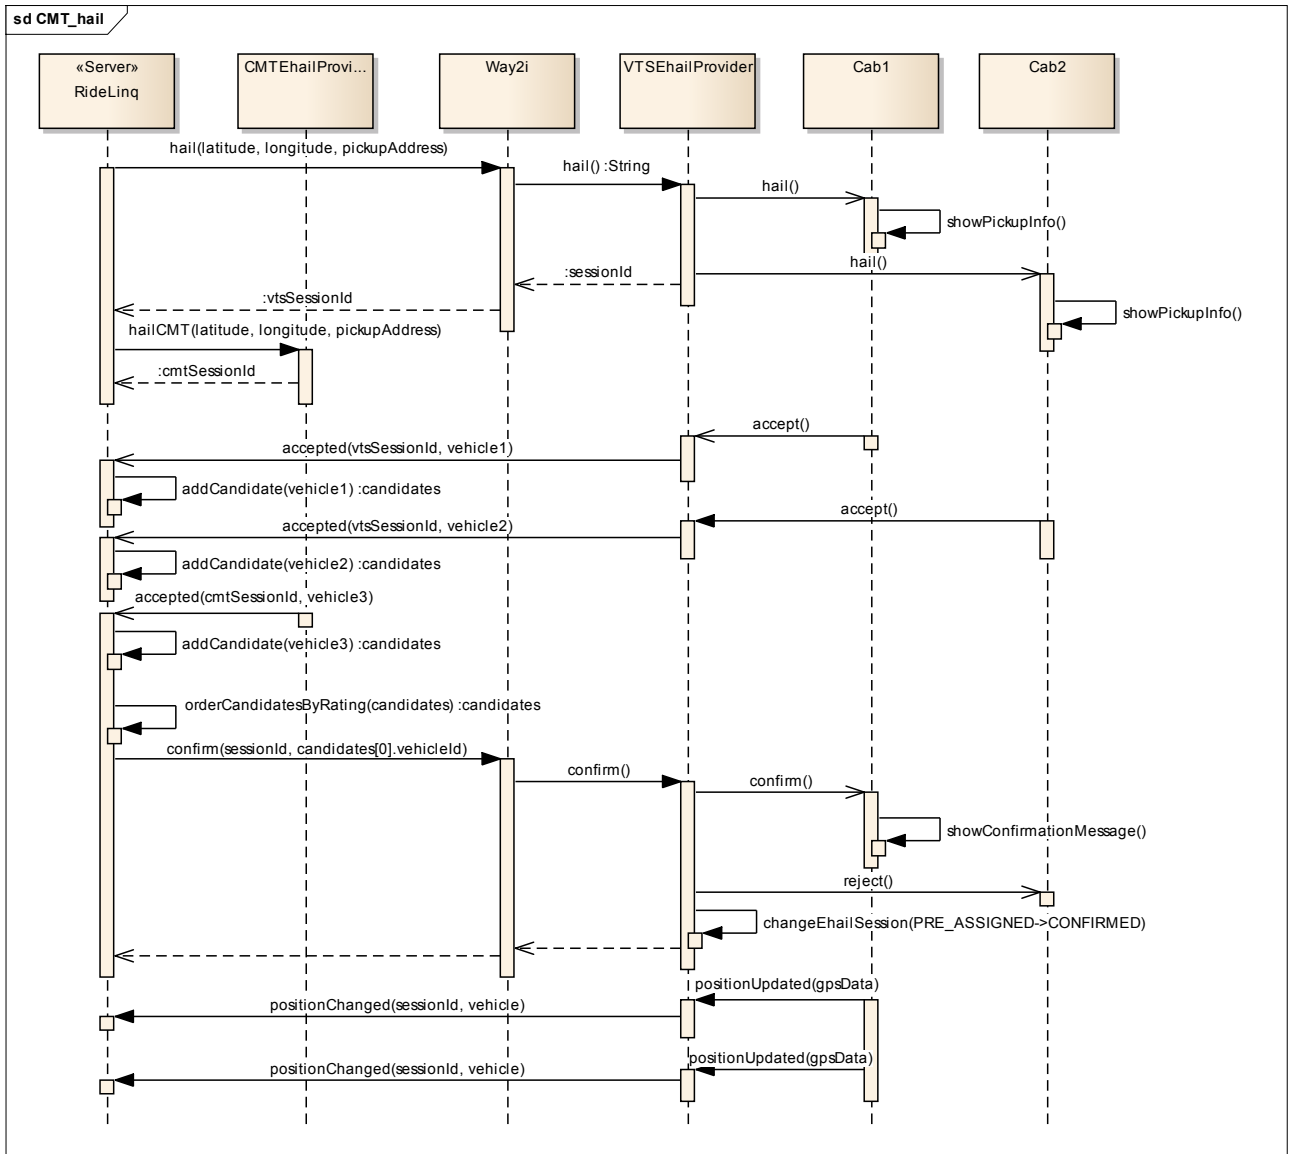 sd CMT_hail
«Server»
RideLinq
CMTEhailProvi...
Way2i
VTSEhailProvider
Cab1
Cab2
hail(latitude, longitude, pickupAddress)
hail() :String
hail()
showPickupInfo()
hail()
:sessionId
:vtsSessionId
showPickupInfo()
hailCMT(latitude, longitude, pickupAddress)
:cmtSessionId
accept()
accepted(vtsSessionId, vehicle1)
addCandidate(vehicle1) :candidates
accept()
accepted(vtsSessionId, vehicle2)
addCandidate(vehicle2) :candidates
accepted(cmtSessionId, vehicle3)
addCandidate(vehicle3) :candidates
orderCandidatesByRating(candidates) :candidates
confirm(sessionId, candidates[0].vehicleId)
confirm()
confirm()
showConfirmationMessage()
reject()
changeEhailSession(PRE_ASSIGNED->CONFIRMED)
positionUpdated(gpsData)
positionChanged(sessionId, vehicle)
positionUpdated(gpsData)
positionChanged(sessionId, vehicle)